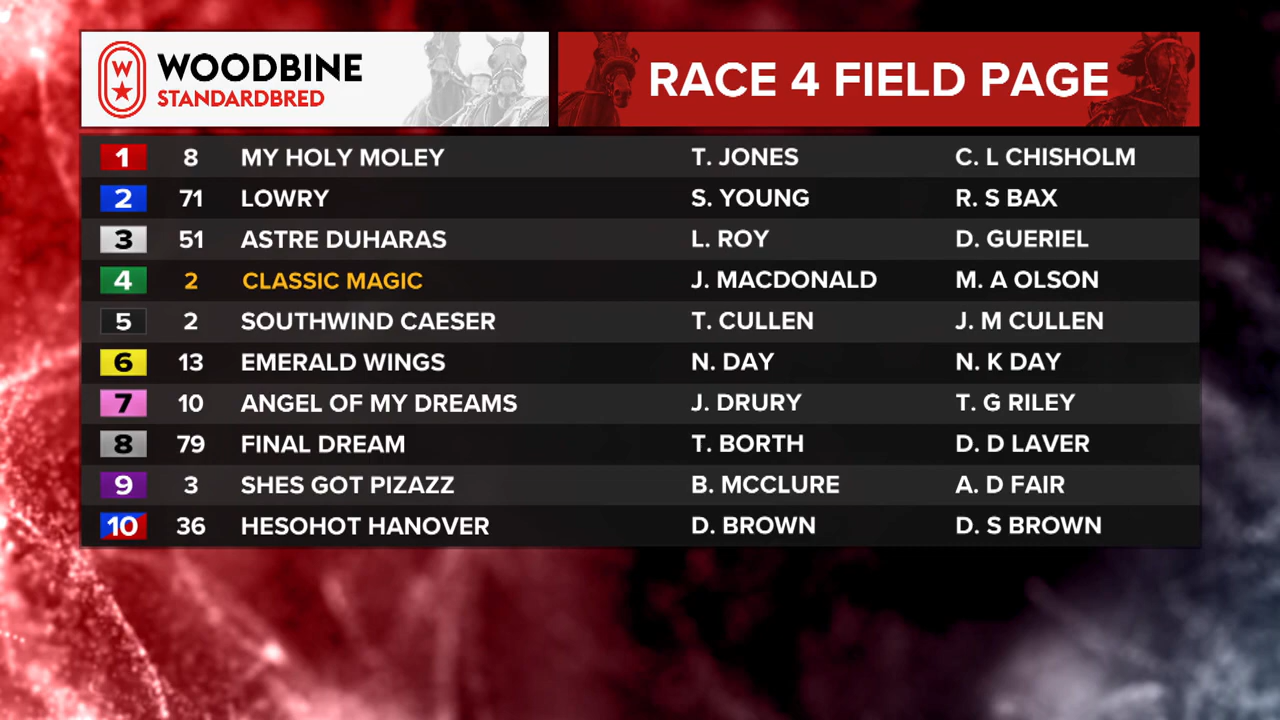 W
WOODBINE
STANDARDBRED
RACE 4 FIELD PAGE
1 8 MY HOLY MOLEY T. JONES C. L CHISHOLM
2 71 LOWRY S. YOUNG R. S BAX
3 51 ASTRE DUHARAS L. ROY D. GUERIEL
4 2 CLASSIC MAGIC J. MACDONALD M. A OLSON
5 2 SOUTHWIND CAESER T. CULLEN J. M CULLEN
6 13 EMERALD WINGS N. DAY N. K DAY
7 10 ANGEL OF MY DREAMS J. DRURY T. G RILEY
8 79 FINAL DREAM T. BORTH D. D LAVER
9 3 SHES GOT PIZAZZ B. MCCLURE A. D FAIR
10 36 HESOHOT HANOVER D. BROWN D. S BROWN